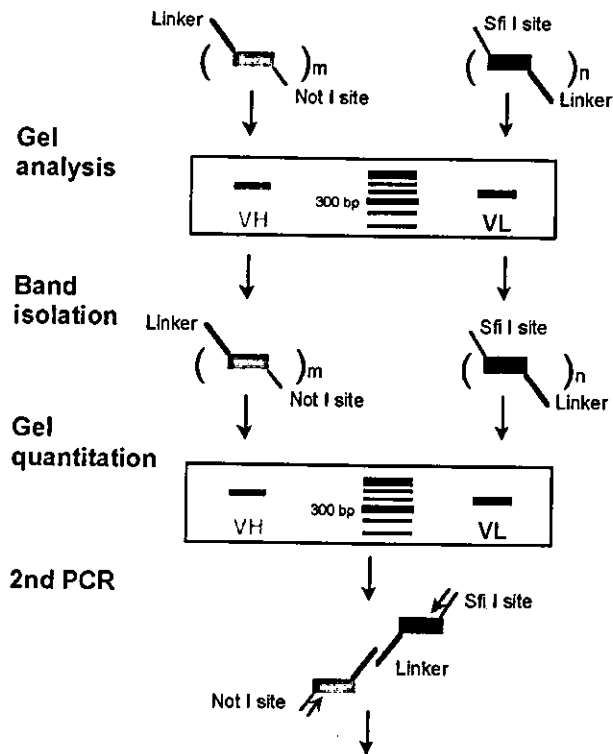 Linker
Sfi I site
( )m
( )n
Not I site
Linker
Gel
analysis
300 bp
VH
VL
Band
isolation
Linker
Sfi I site
( )m
( )n
Not I site
Linker
Gel
quantitation
300 bp
VH
VL
2nd PCR
Sfi I site
Linker
Not I site